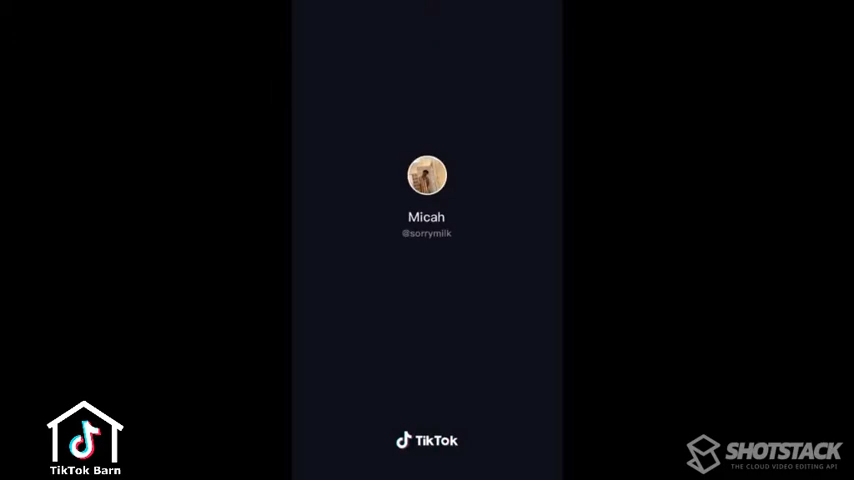 Micah
@sorrymilk
TikTok
TikTok Barn
SHOTSTACK
THE CLOUD VIDEO EDITING API